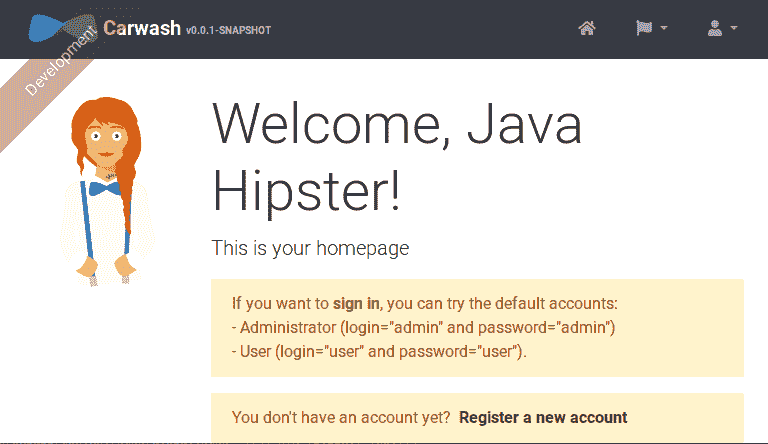 Carwash v0.0.1-SNAPSHOT
Development
Welcome, Java
Hipster!
This is your homepage
If you want to sign in, you can try the default accounts:
- Administrator (login="admin" and password="admin")
- User (login="user" and password="user").
You don't have an account yet? Register a new account